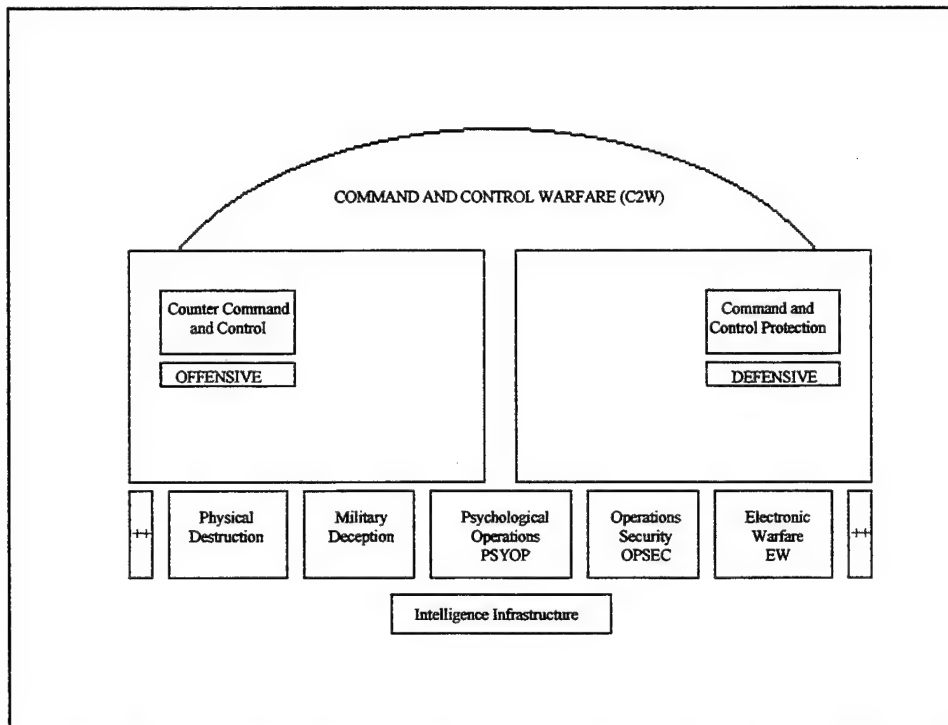 COMMAND AND CONTROL WARFARE (C2W)
Counter Command
and Control
OFFENSIVE
Command and
Control Protection
DEFENSIVE
++
Physical
Destruction
Military
Deception
Psychological
Operations
PSYOP
Operations
Security
OPSEC
Electronic
Warfare
EW
++
Intelligence Infrastructure